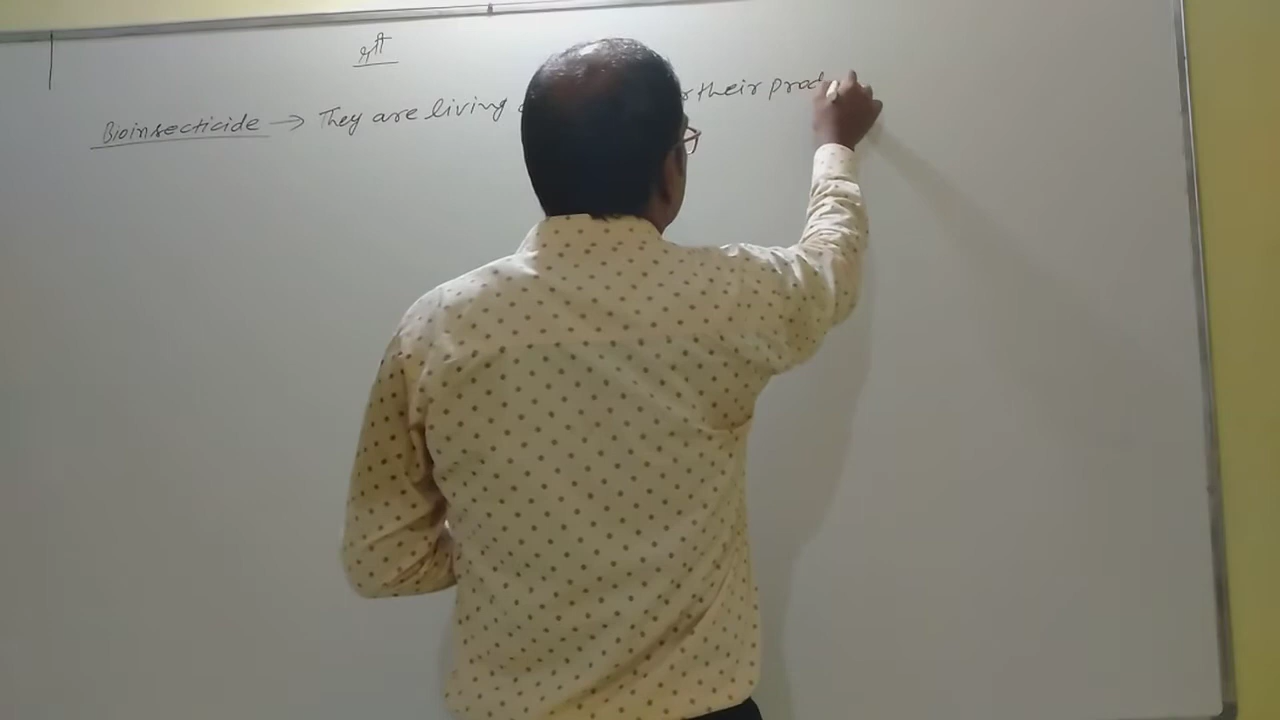 श्री
Bioinsecticide → They are living their prod